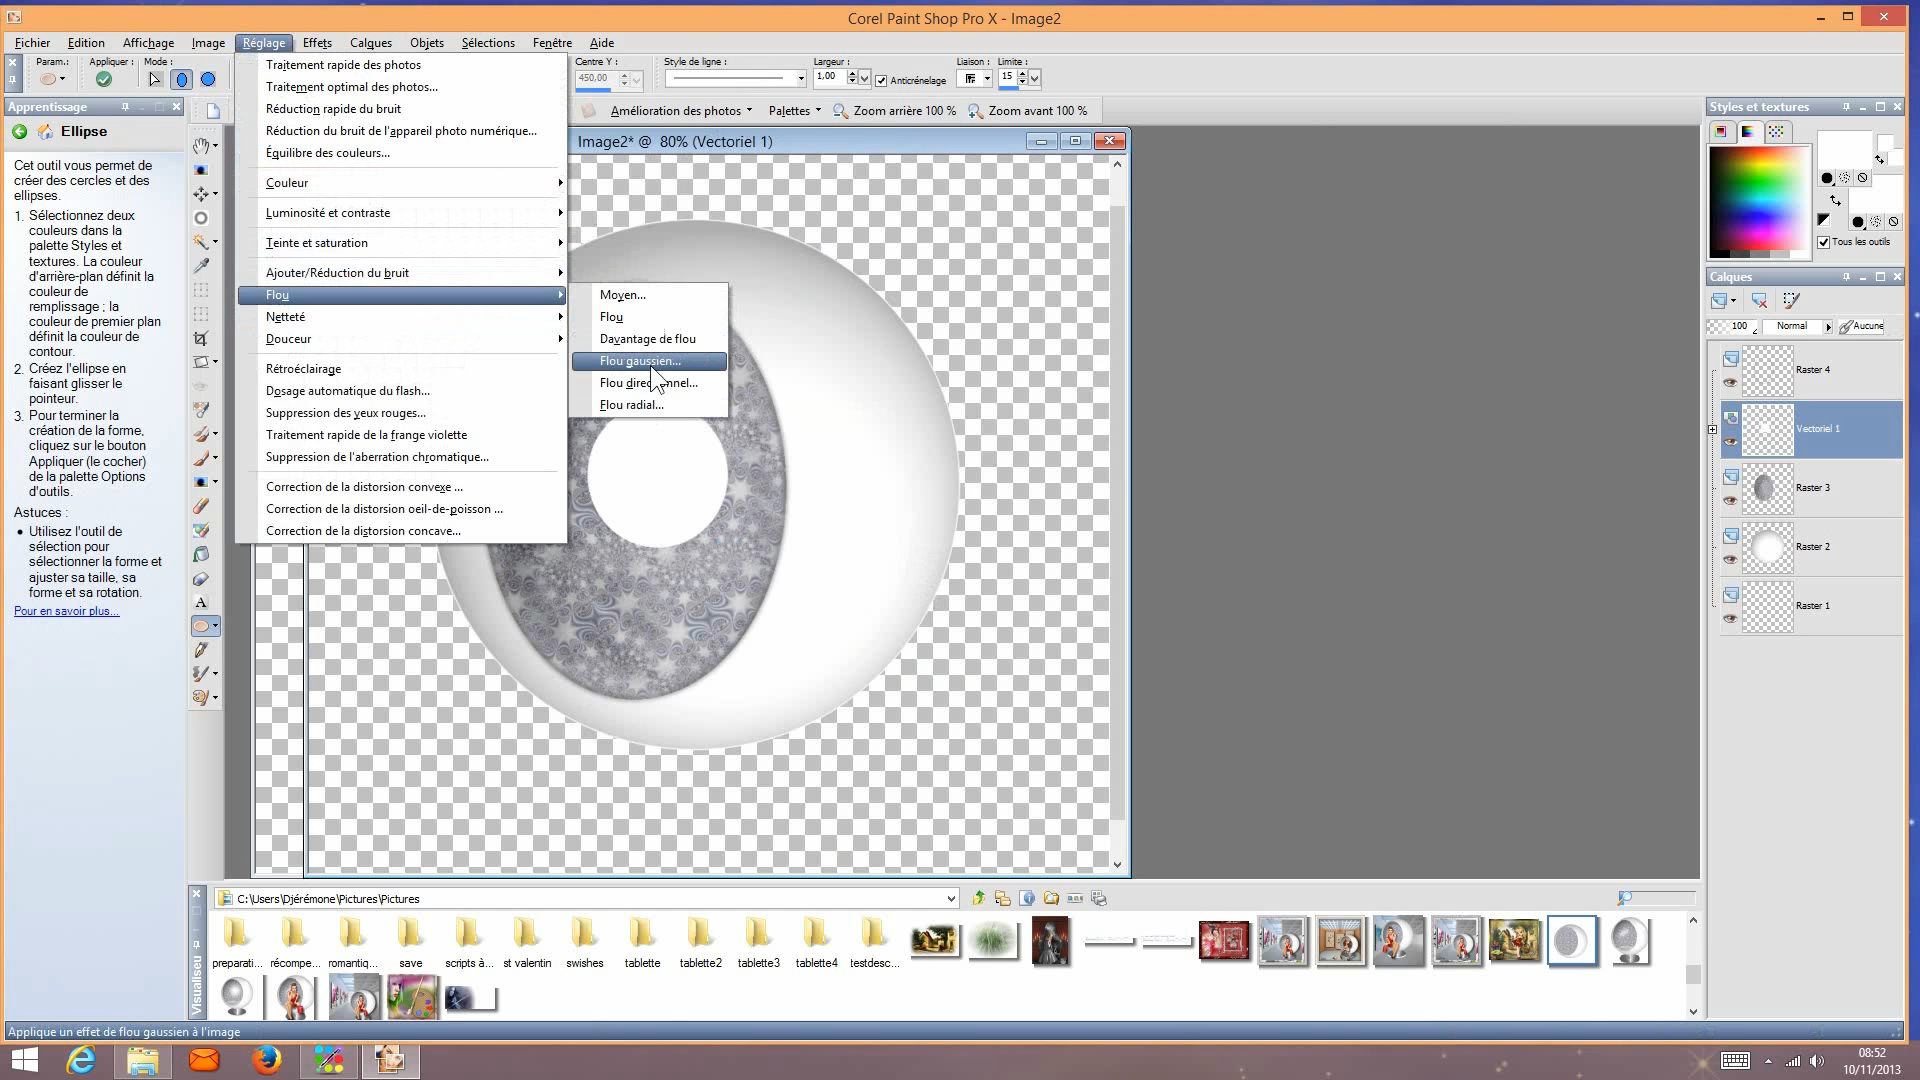 Corel Paint Shop Pro X - Image2
Fichier Edition Affichage Image Réglage Effets Calques Objets Sélections Fenêtre Aide
Param.: Appliquer : Mode :
Centre Y : Style de ligne : Largeur : Liaison : Limite :
450,00 1,00 Anticrénelage 15
Amélioration des photos Palettes Zoom arrière 100 % Zoom avant 100 %
Apprentissage
Ellipse
Cet outil vous permet de
créer des cercles et des
ellipses.
1. Sélectionnez deux
couleurs dans la
palette Styles et
textures. La couleur
d'arrière-plan définit la
couleur de
remplissage ; la
couleur de premier plan
définit la couleur de
contour.
2. Créez l'ellipse en
faisant glisser le
pointeur.
3. Pour terminer la
création de la forme,
cliquez sur le bouton
Appliquer (le cocher)
de la palette Options
d'outils.
Astuces :
• Utilisez l'outil de
sélection pour
sélectionner la forme et
ajuster sa taille, sa
forme et sa rotation.
Pour en savoir plus...
Traitement rapide des photos
Traitement optimal des photos...
Réduction rapide du bruit
Réduction du bruit de l'appareil photo numérique...
Équilibre des couleurs...
Couleur
Luminosité et contraste
Teinte et saturation
Ajouter/Réduction du bruit
Flou
Netteté
Douceur
Rétroéclairage
Dosage automatique du flash...
Suppression des yeux rouges...
Traitement rapide de la frange violette
Suppression de l'aberration chromatique...
Correction de la distorsion convexe ...
Correction de la distorsion oeil-de-poisson ...
Correction de la distorsion concave...
Moyen...
Flou
Davantage de flou
Flou gaussien...
Flou radial...
Image2* @ 80% (Vectoriel 1)
Styles et textures
Tous les outils
Calques
100 Normal Aucune
Raster 4
Vectoriel 1
Raster 3
Raster 2
Raster 1
A
Visualiseu
C:\Users\Djérémone\Pictures\Pictures
preparati... récompe... romantiq... save scripts à... st valentin swishes tablette tablette2 tablette3 tablette4 testdesc...
Applique un effet de flou gaussien à l'image
08:52
10/11/2013